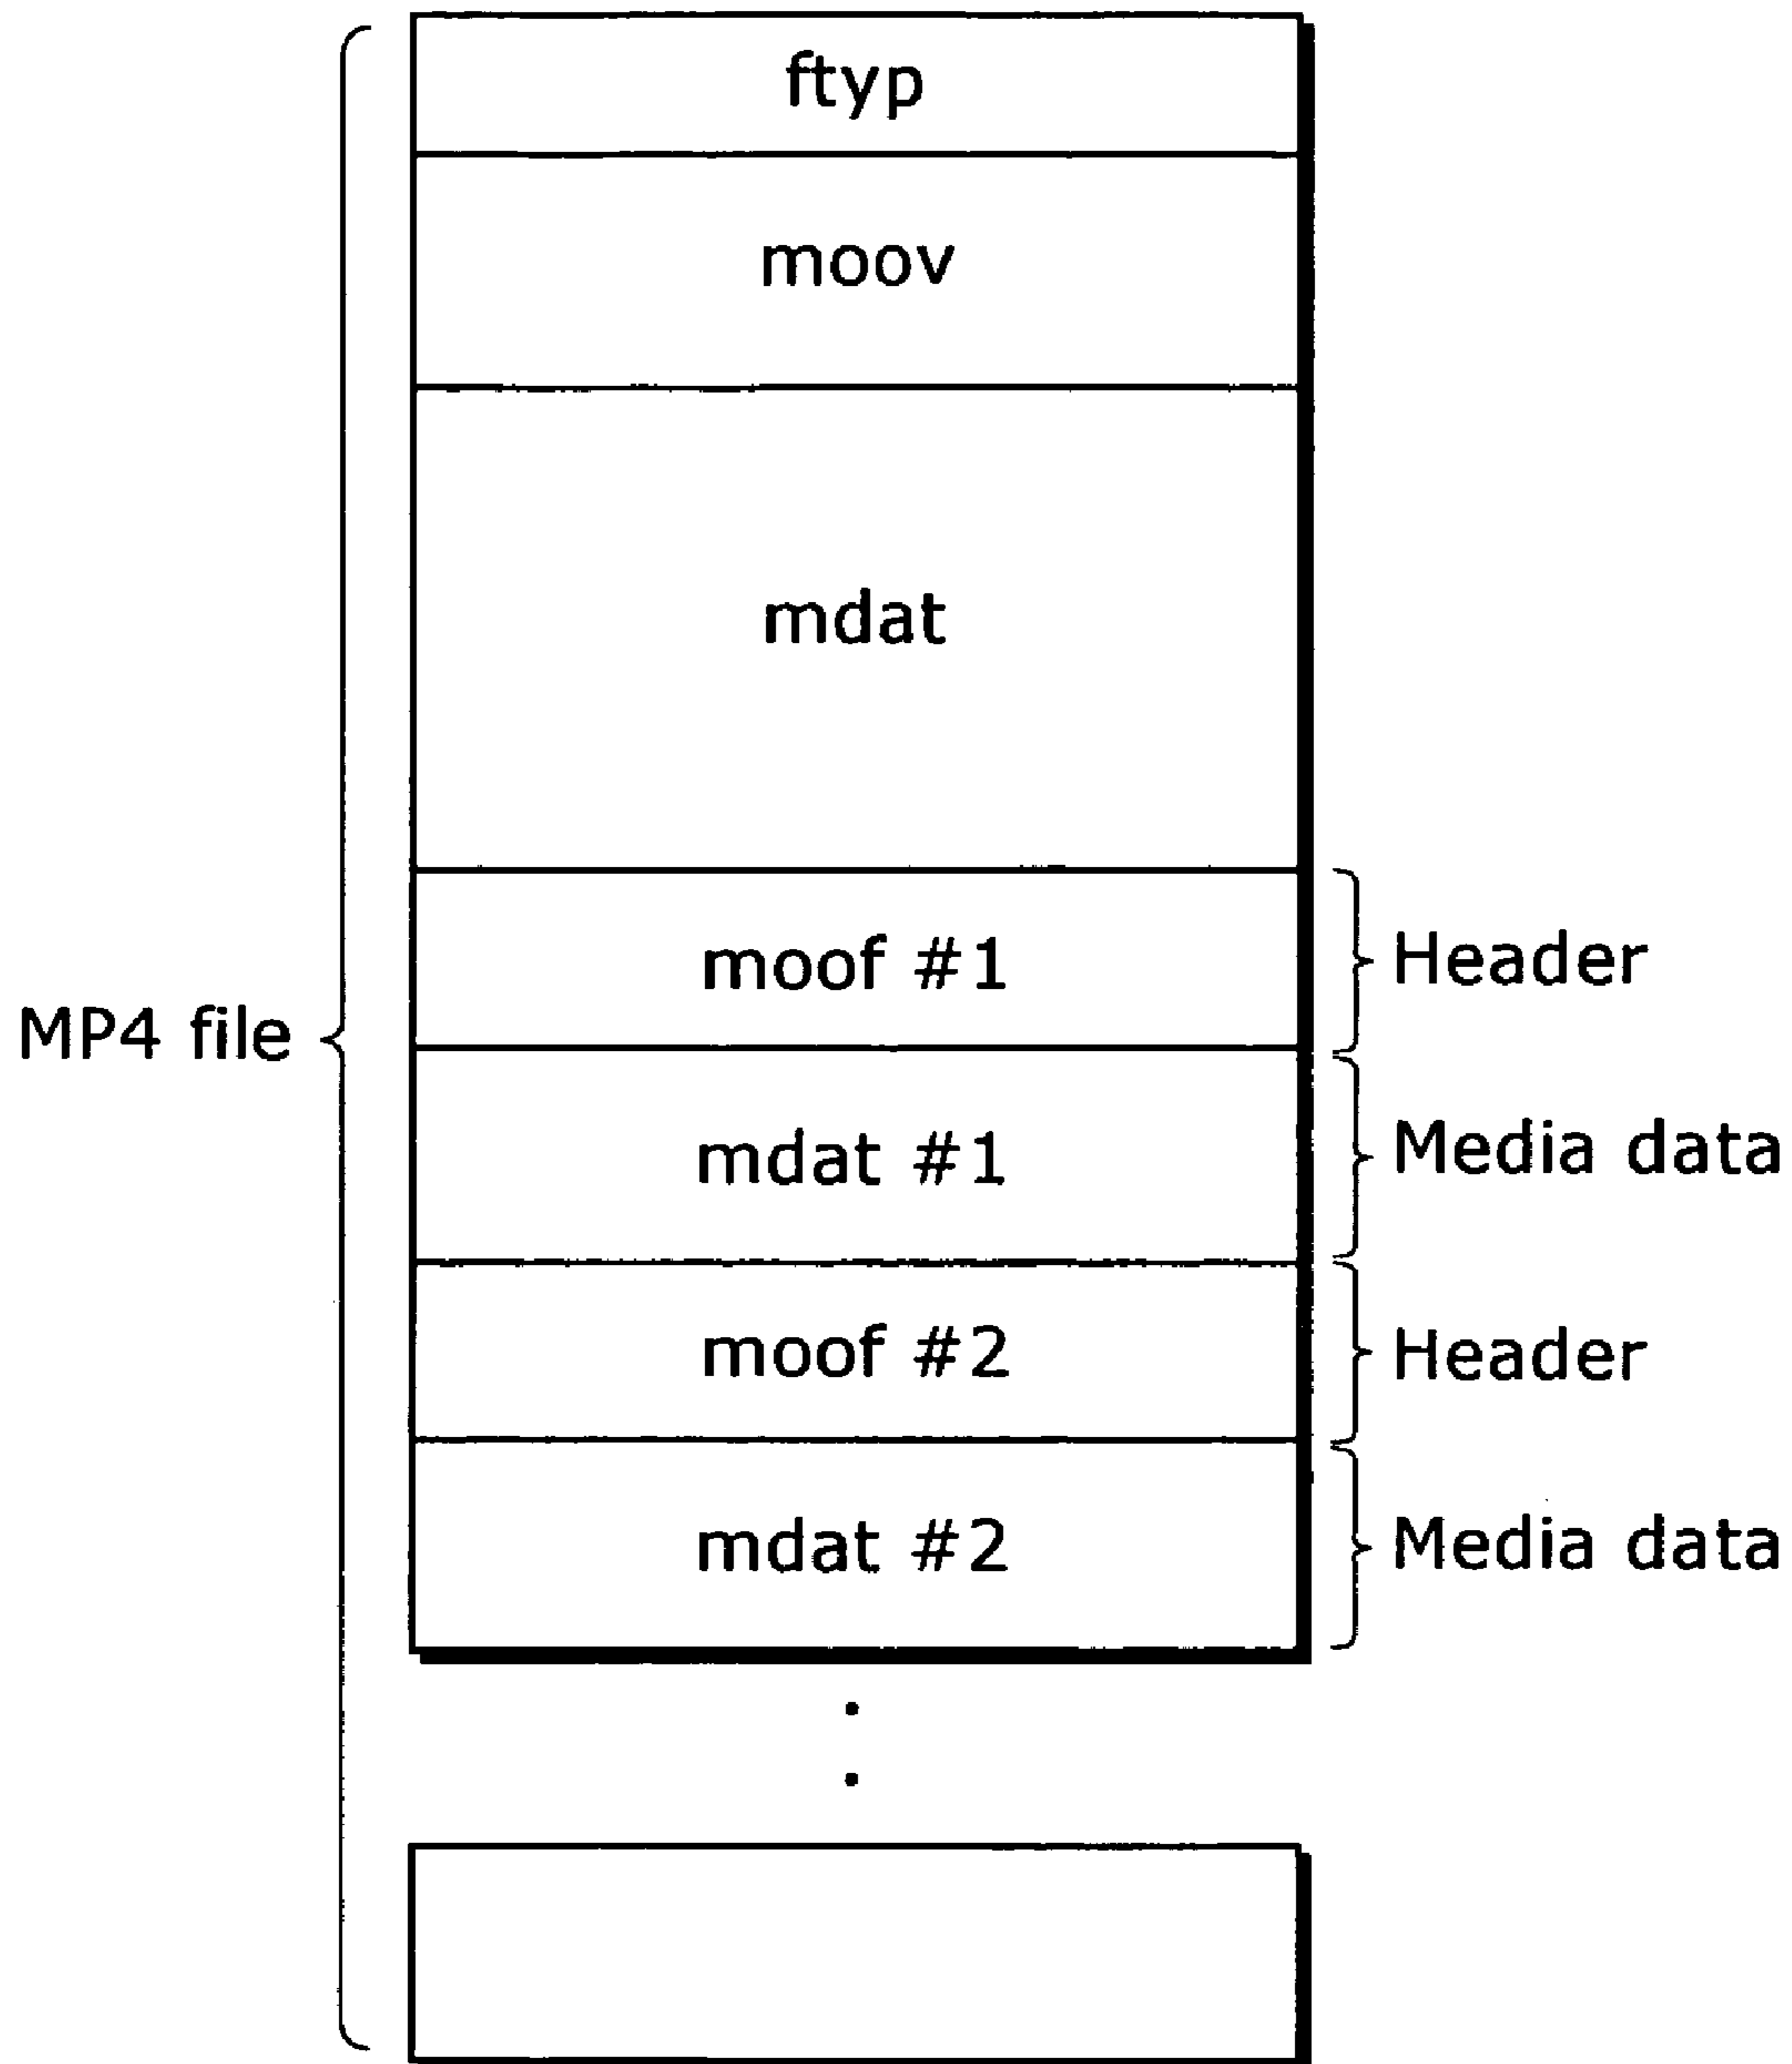 ftyp
moov
mdat
moof #1
Header
MP4 file
mdat #1
Media data
moof #2
Header
mdat #2
Media data